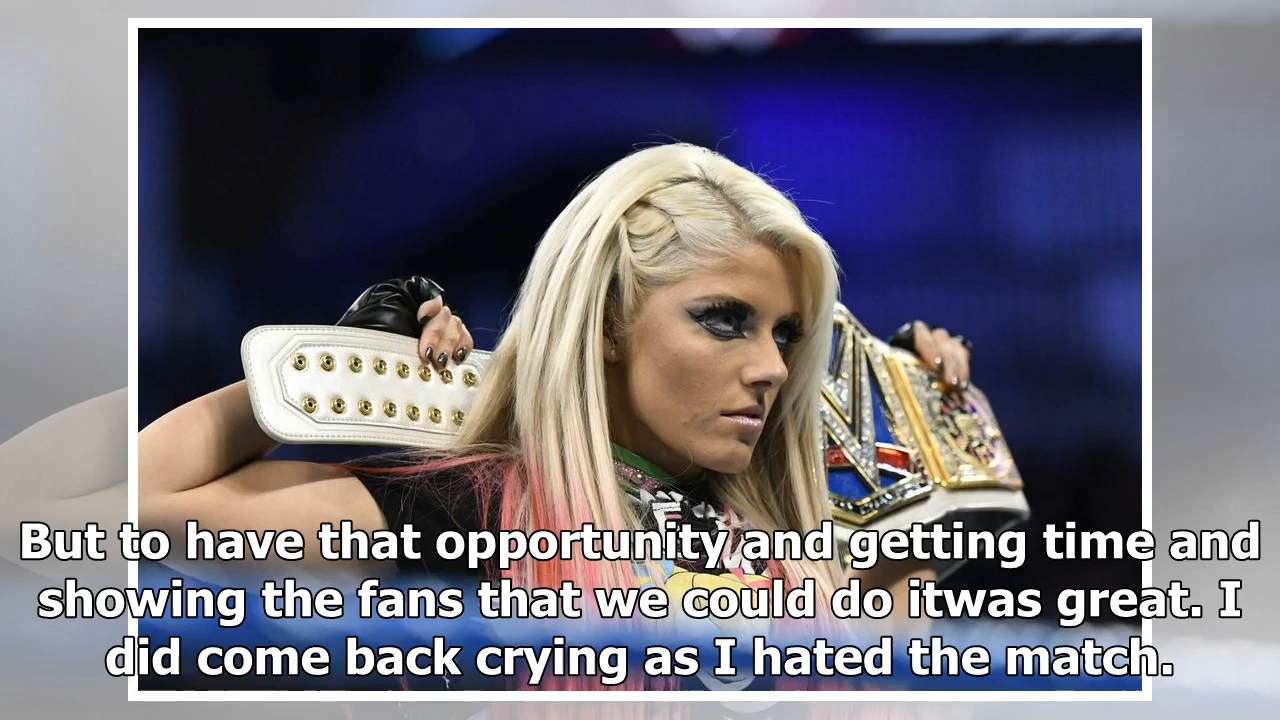 But to have that opportunity and getting time and
showing the fans that we could do itwas great. I
did come back crying as I hated the match.